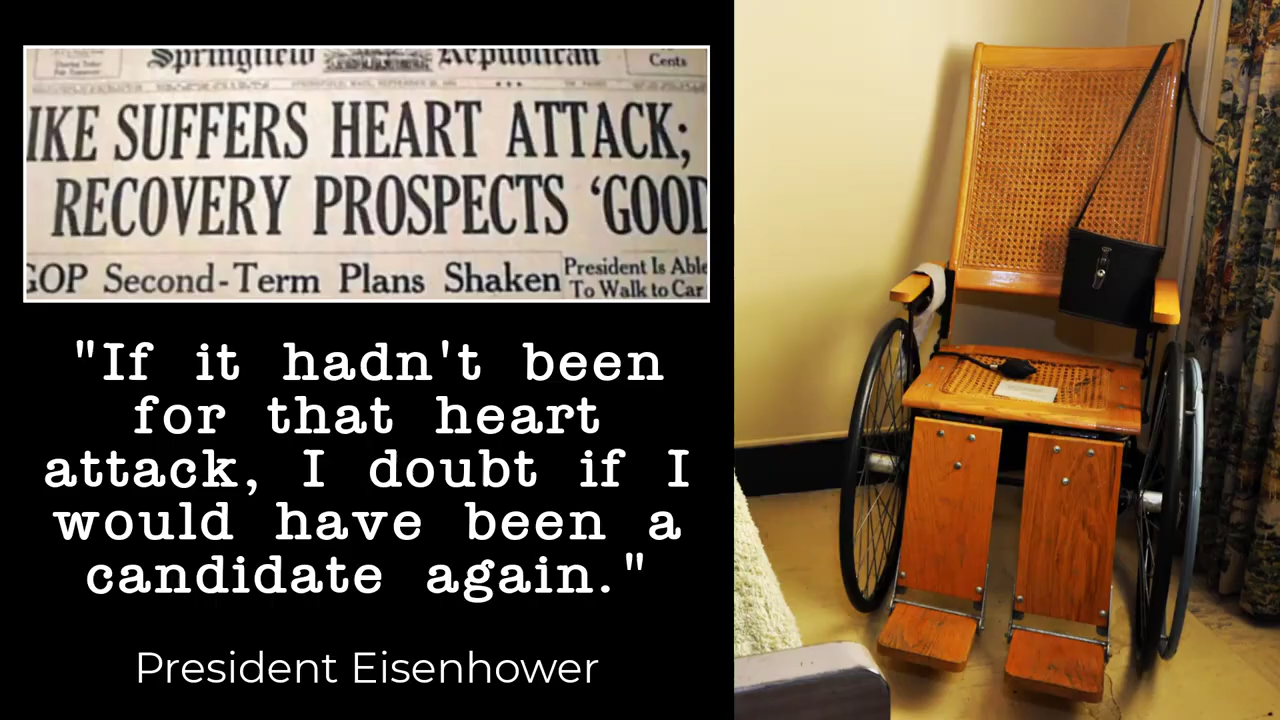 Springfield Republican
Cents
IKE SUFFERS HEART ATTACK;
RECOVERY PROSPECTS ‘GOOD
GOP Second-Term Plans Shaken
President Is Able
To Walk to Car
"If it hadn't been
for that heart
attack, I doubt if I
would have been a
candidate again."
President Eisenhower